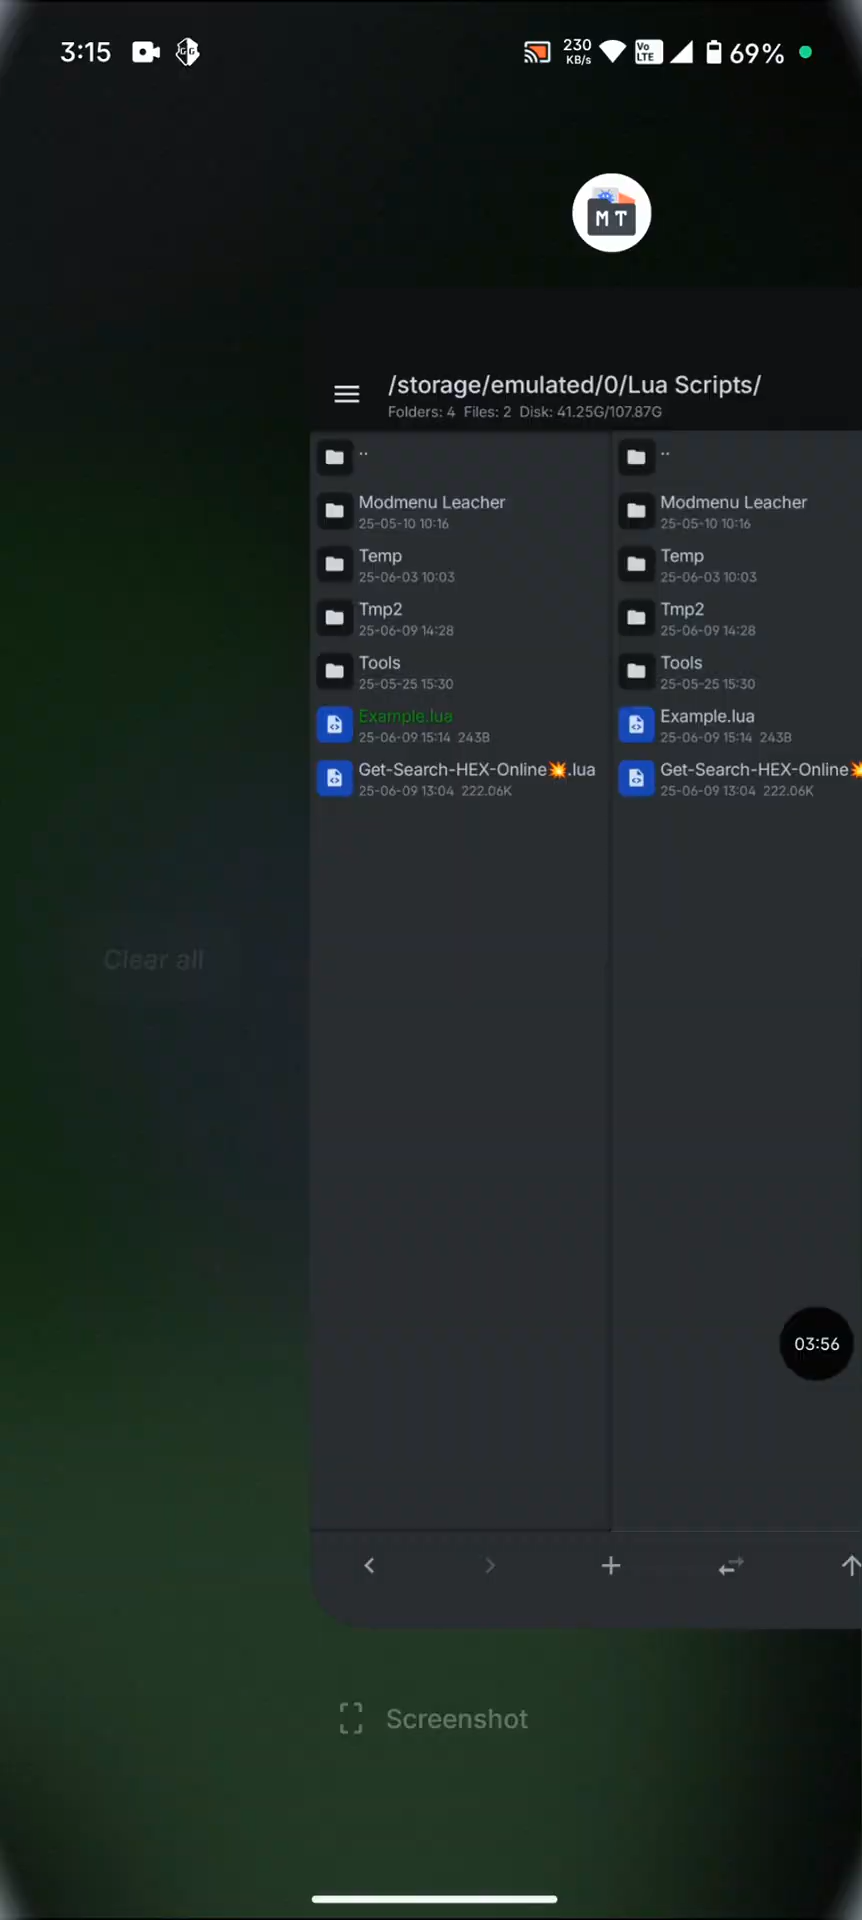 3:15
GG
230
KB/s
Vo
LTE
69%
MT
/storage/emulated/0/Lua Scripts/
Folders: 4 Files: 2 Disk: 41.25G/107.87G
..
Modmenu Leacher
25-05-10 10:16
Temp
25-06-03 10:03
Tmp2
25-06-09 14:28
Tools
25-05-25 15:30
Example.lua
25-06-09 15:14 243B
Get-Search-HEX-Online💥.lua
25-06-09 13:04 222.06K
..
Modmenu Leacher
25-05-10 10:16
Temp
25-06-03 10:03
Tmp2
25-06-09 14:28
Tools
25-05-25 15:30
Example.lua
25-06-09 15:14 243B
Get-Search-HEX-Online💥
25-06-09 13:04 222.06K
Clear all
03:56
Screenshot